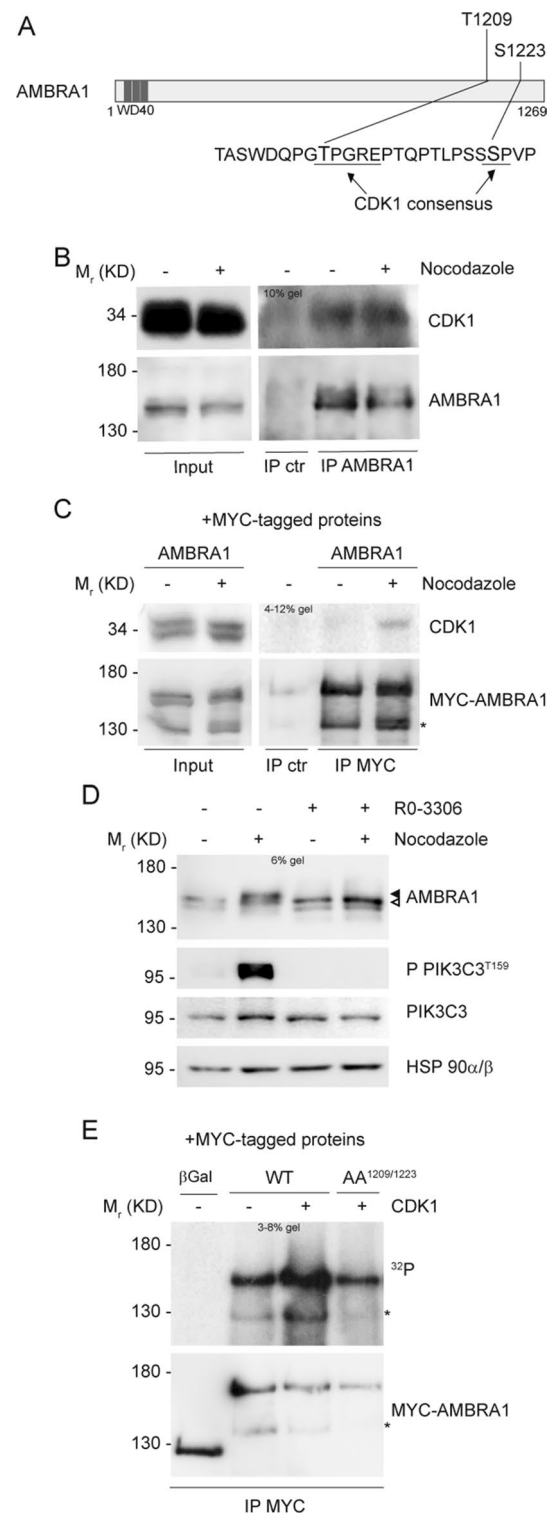 A
T1209
S1223
AMBRA1
1 WD40 1269
TASWDQPGTPGREPTQPTLPSSSSPVP
CDK1 consensus
B
Mr (KD) - + - - + Nocodazole
10% gel
34 - CDK1
180 -
AMBRA1
130 -
Input IP ctr IP AMBRA1
C
+MYC-tagged proteins
AMBRA1 AMBRA1
Mr (KD) - + - - + Nocodazole
4-12% gel
34 - CDK1
180 -
MYC-AMBRA1
130 - *
Input IP ctr IP MYC
D
- - + + R0-3306
Mr (KD) - + - + Nocodazole
6% gel
180 -
AMBRA1
130 -
95 - P PIK3C3T159
95 - PIK3C3
95 - HSP 90α/β
E
+MYC-tagged proteins
βGal WT AA1209/1223
Mr (KD) - - + + CDK1
3-8% gel
180 -
32P
130 - *
180 -
MYC-AMBRA1
130 - *
IP MYC